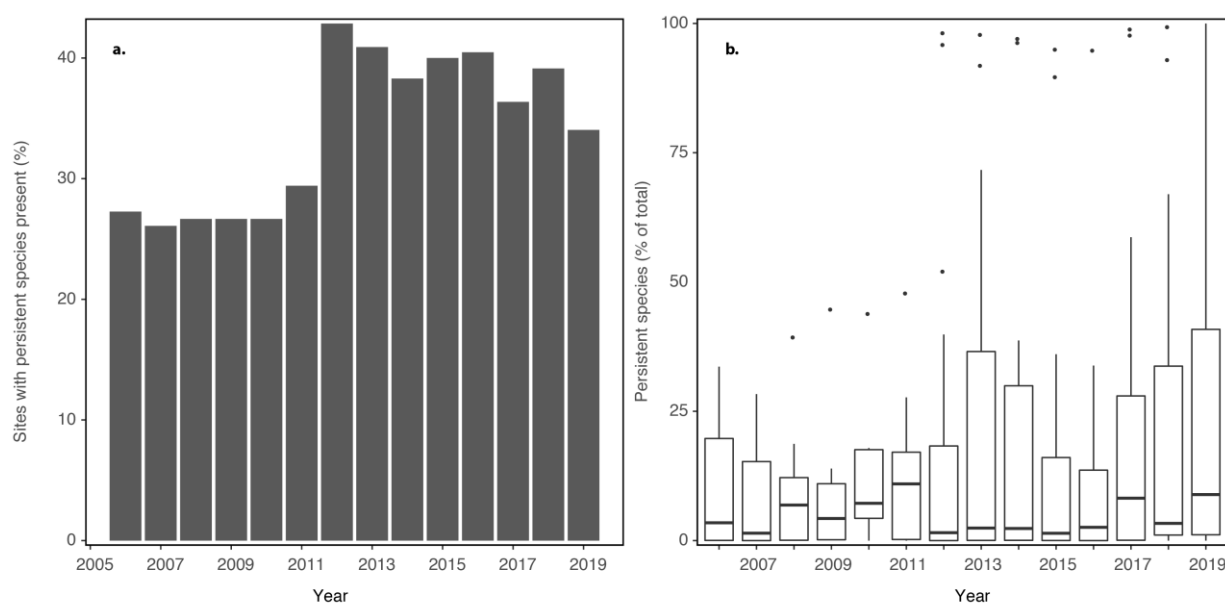 a.
Sites with persistent species present (%)
40
30
20
10
0
2005 2007 2009 2011 2013 2015 2017 2019
Year
b.
Persistent species (% of total)
100
75
50
25
0
2007 2009 2011 2013 2015 2017 2019
Year